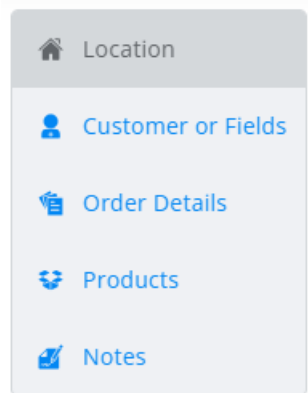 Location
Customer or Fields
Order Details
Products
Notes